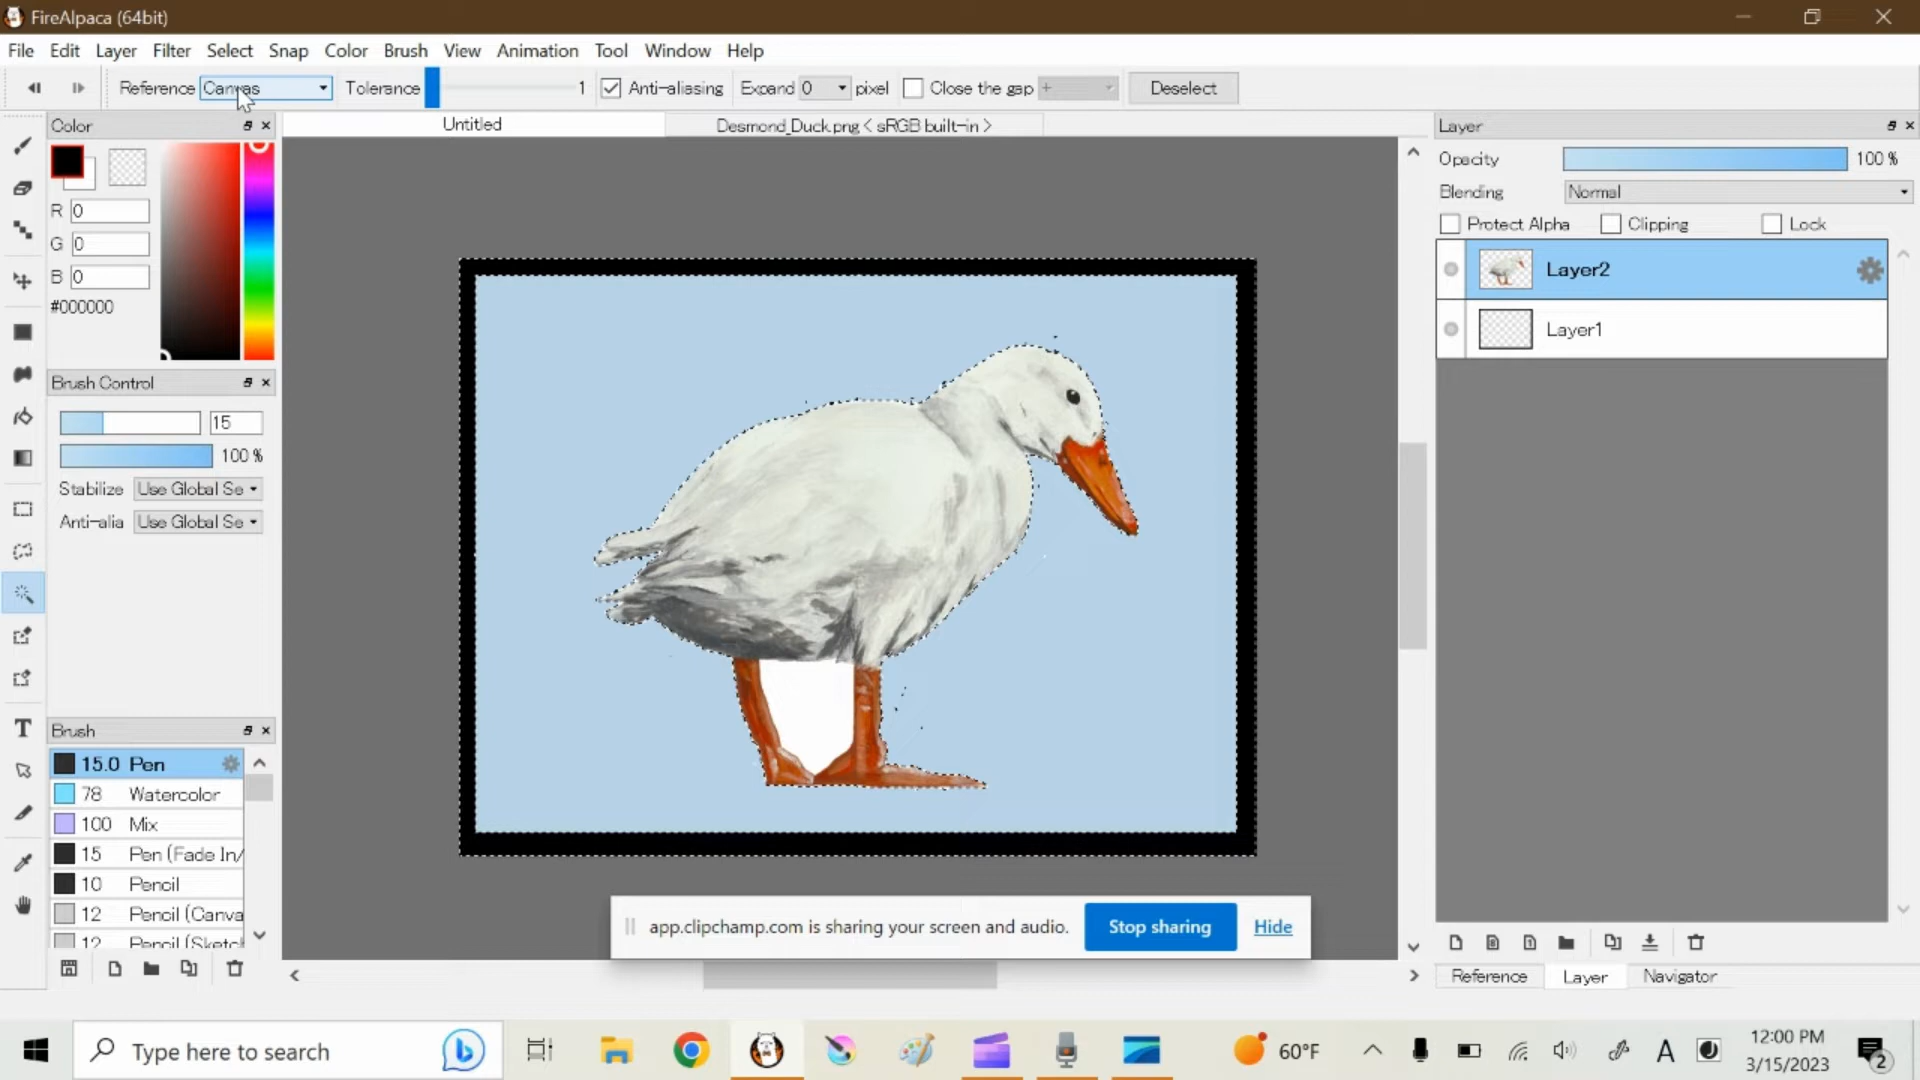 FireAlpaca (64bit)
File Edit Layer Filter Select Snap Color Brush View Animation Tool Window Help
Reference Canvas Tolerance 1 Anti-aliasing Expand 0 pixel Close the gap + Deselect
Color
Untitled
Desmond_Duck.png < sRGB built-in >
Layer
Opacity 100 %
Blending Normal
Protect Alpha Clipping Lock
R 0
G 0
B 0
#000000
Layer2
Layer1
Brush Control
15
100 %
Stabilize Use Global Se
Anti-alia Use Global Se
Brush
15.0 Pen
78 Watercolor
100 Mix
15 Pen (Fade In/
10 Pencil
12 Pencil (Canva
12 Pencil (Sketch
app.clipchamp.com is sharing your screen and audio. Stop sharing Hide
Reference Layer Navigator
Type here to search
60°F
A
12:00 PM
3/15/2023
2